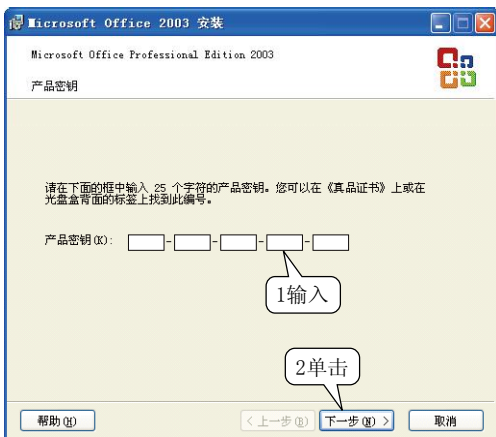 Microsoft Office 2003 安装
Microsoft Office Professional Edition 2003
产品密钥
请在下面的框中输入 25 个字符的产品密钥。您可以在《真品证书》上或在
光盘盒背面的标签上找到此编号。
产品密钥(K): - - - -
1输入
2单击
帮助(H) < 上一步(B) 下一步(N) > 取消